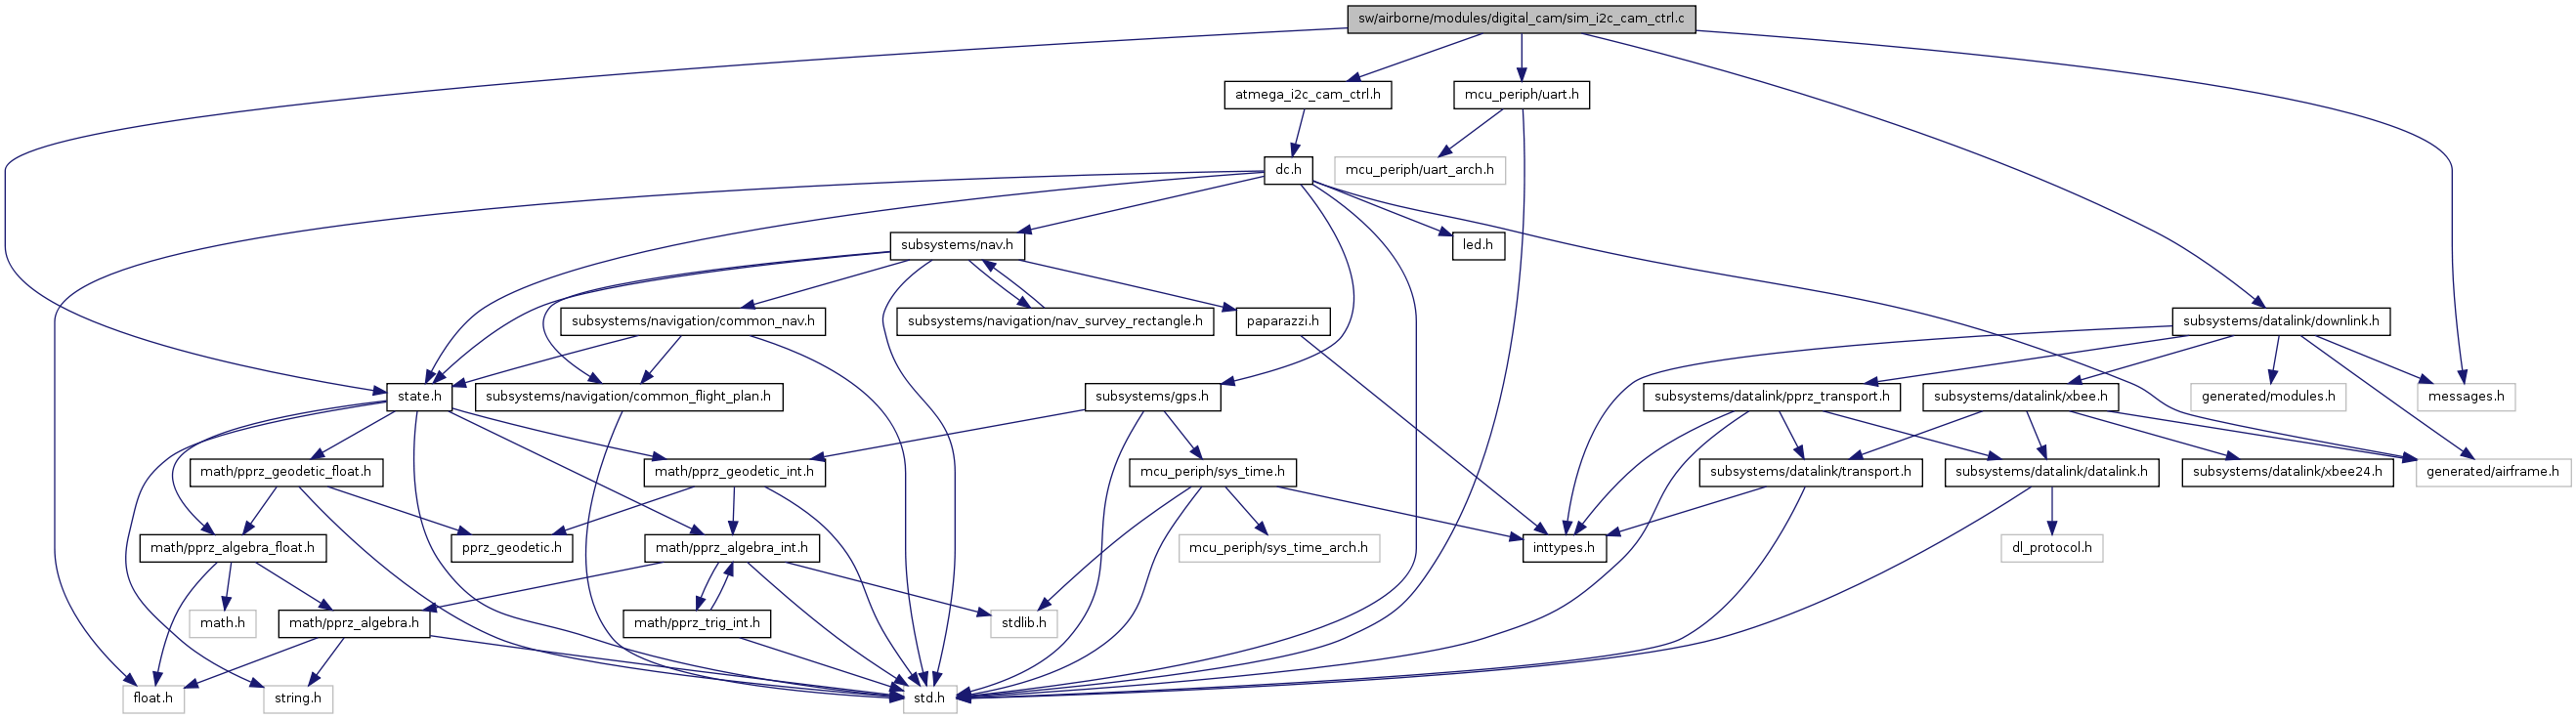 sw/airborne/modules/digital_cam/sim_i2c_cam_ctrl.c
atmega_i2c_cam_ctrl.h
mcu_periph/uart.h
dc.h
mcu_periph/uart_arch.h
subsystems/nav.h
led.h
subsystems/navigation/common_nav.h
subsystems/navigation/nav_survey_rectangle.h
paparazzi.h
subsystems/datalink/downlink.h
state.h
subsystems/navigation/common_flight_plan.h
subsystems/gps.h
subsystems/datalink/pprz_transport.h
subsystems/datalink/xbee.h
generated/modules.h
messages.h
math/pprz_geodetic_float.h
math/pprz_geodetic_int.h
mcu_periph/sys_time.h
subsystems/datalink/transport.h
subsystems/datalink/datalink.h
subsystems/datalink/xbee24.h
generated/airframe.h
math/pprz_algebra_float.h
pprz_geodetic.h
math/pprz_algebra_int.h
mcu_periph/sys_time_arch.h
inttypes.h
dl_protocol.h
math.h
math/pprz_algebra.h
math/pprz_trig_int.h
stdlib.h
float.h
string.h
std.h